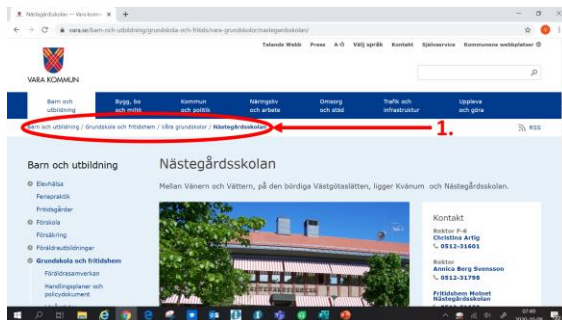 Nästegårdsskolan — Vara komm
vara.se/barn-och-utbildning/grundskola-och-fritids/vara-grundskolor/nastegardsskolan/
Talande Webb Press A-Ö Välj språk Kontakt Självservice Kommunens webbplatser
VARA KOMMUN
Barn och utbildning
Bygg, bo och miljö
Kommun och politik
Näringsliv och arbete
Omsorg och stöd
Trafik och infrastruktur
Uppleva och göra
Barn och utbildning / Grundskola och fritidshem / Våra grundskolor / Nästegårdsskolan
1.
RSS
Barn och utbildning
Elevhälsa
Feriepraktik
Fritidsgårdar
Förskola
Försäkring
Föräldrautbildningar
Grundskola och fritidshem
Föräldrasamverkan
Handlingsplaner och
policydokument
Nästegårdsskolan
Mellan Vänern och Vättern, på den bördiga Västgötaslätten, ligger Kvänum och Nästegårdsskolan.
Kontakt
Rektor F-6
Christina Artig
0512-31601
Rektor
Annica Berg Svensson
0512-31798
Fritidshem Molnet
Nästegårdsskolan
07:49